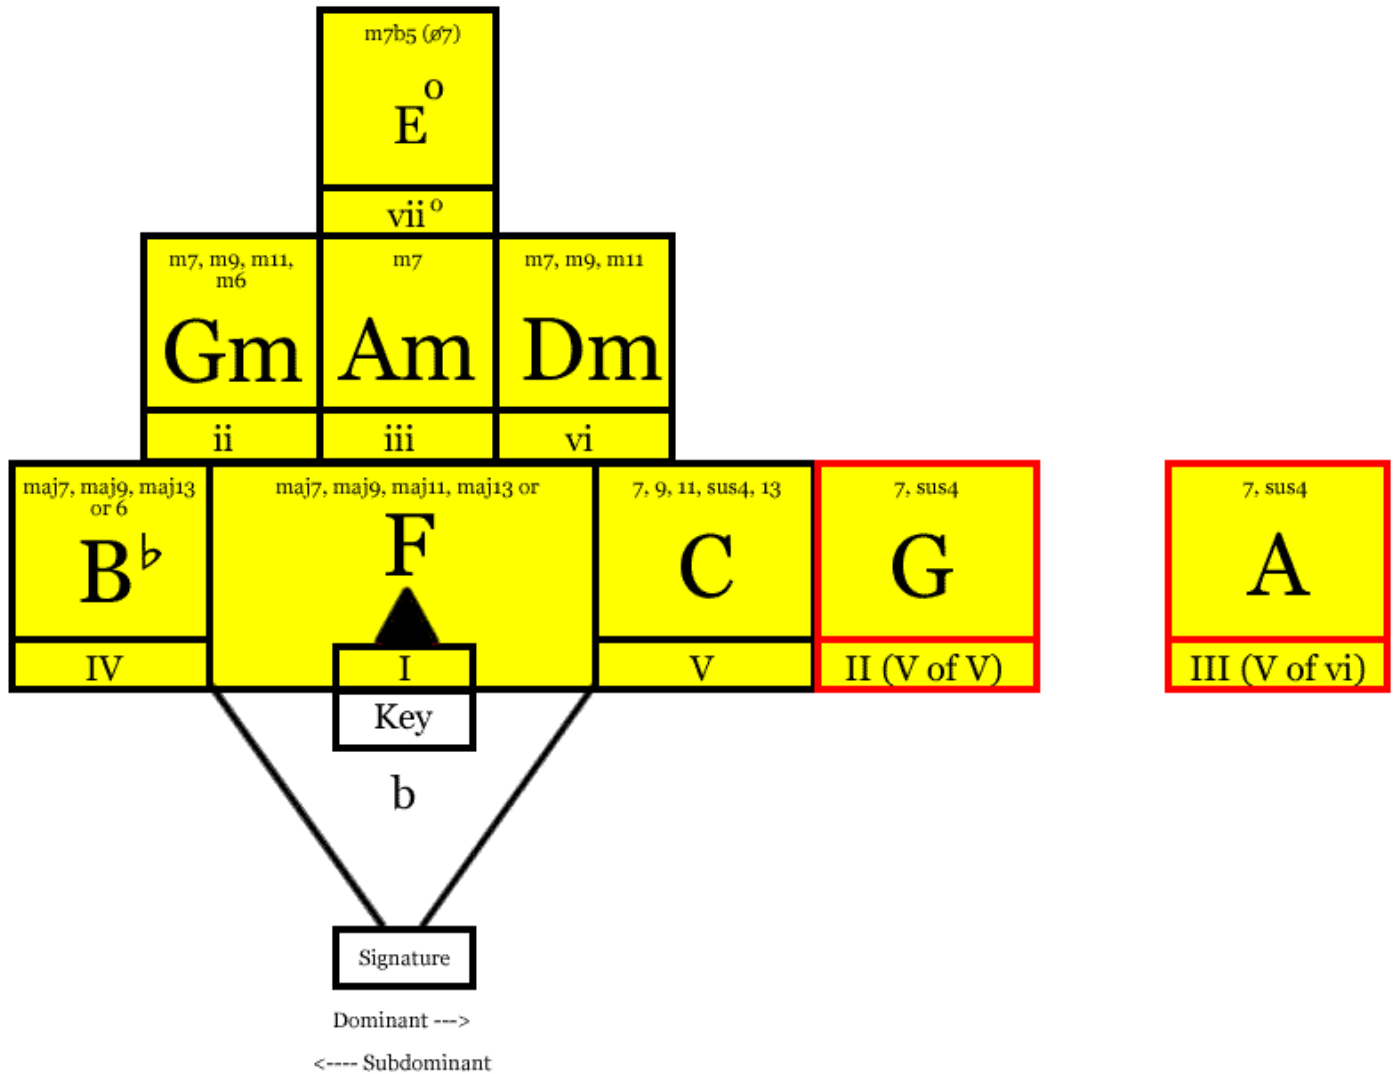 m7b5 (ø7)
E°
vii°
m7, m9, m11, m6
Gm
ii
m7
Am
iii
m7, m9, m11
Dm
vi
maj7, maj9, maj13
or 6
B♭
IV
maj7, maj9, maj11, maj13 or
F
I
Key
b
7, 9, 11, sus4, 13
C
V
7, sus4
G
II (V of V)
7, sus4
A
III (V of vi)
Signature
Dominant --->
<---- Subdominant